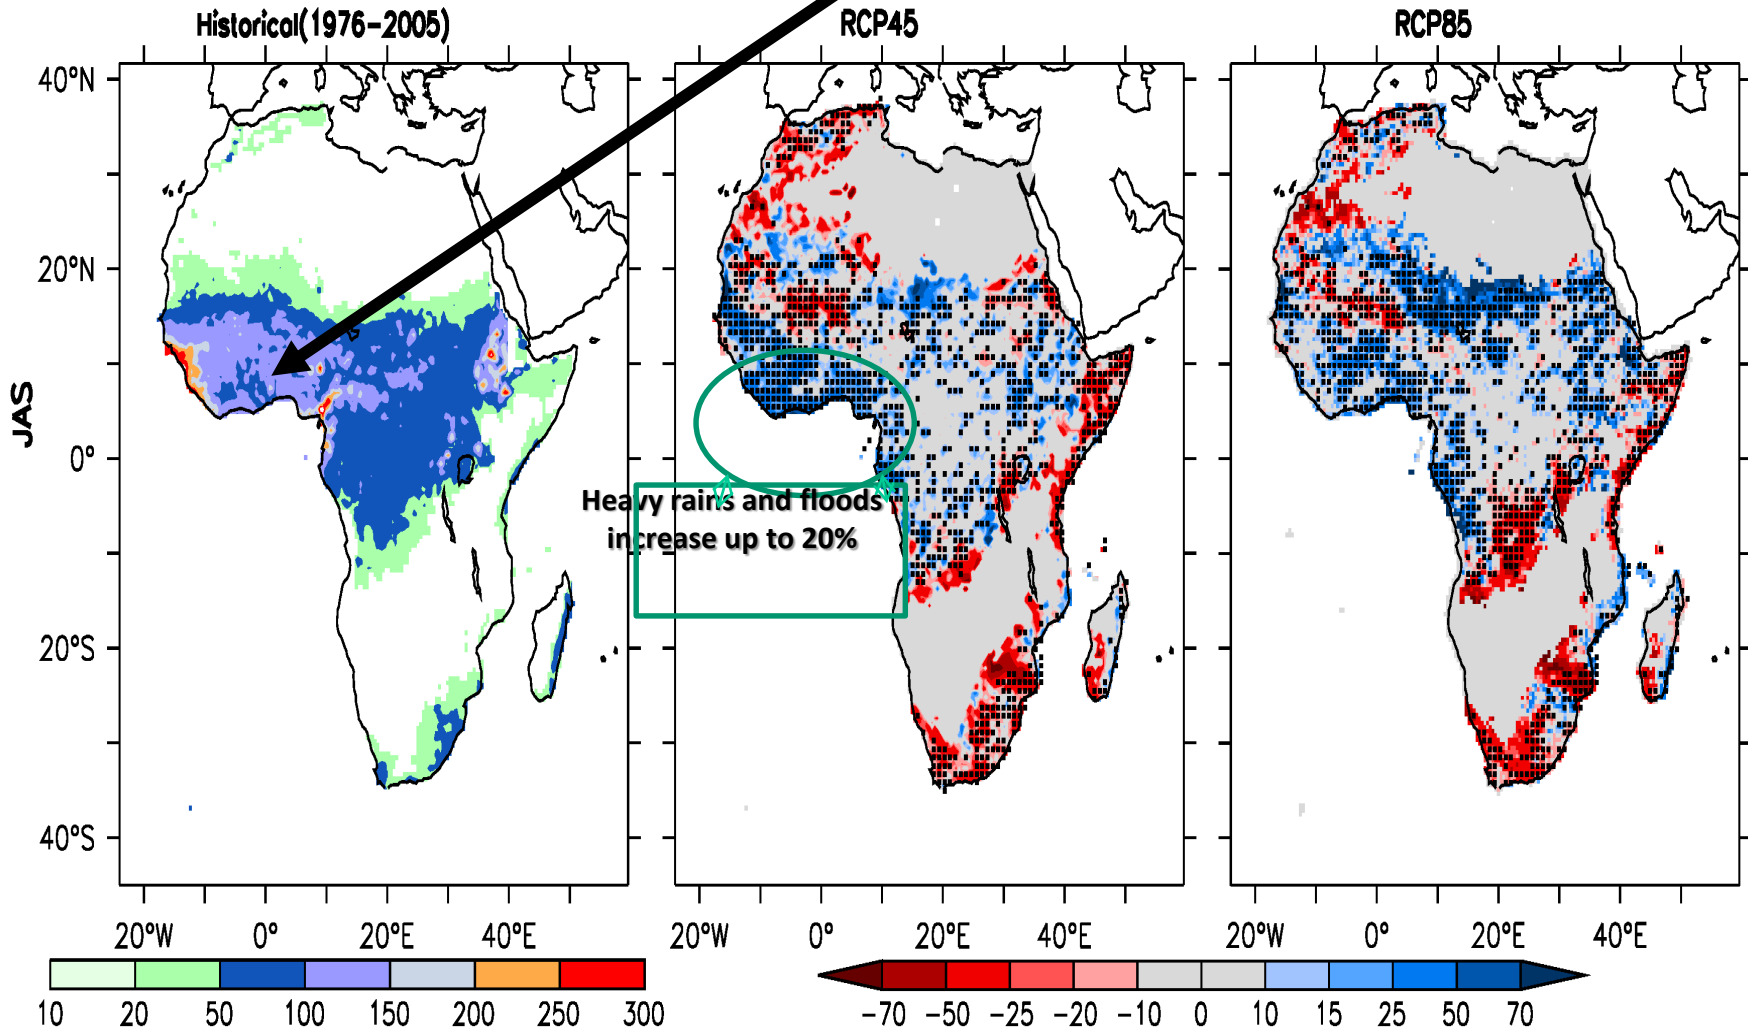 Historical(1976-2005)
RCP45
RCP85
40°N
20°N
0°
20°S
40°S
JAS
Heavy rains and floods
increase up to 20%
20°W 0° 20°E 40°E
20°W 0° 20°E 40°E
20°W 0° 20°E 40°E
10 20 50 100 150 200 250 300
-70 -50 -25 -20 -10 0 10 15 25 50 70